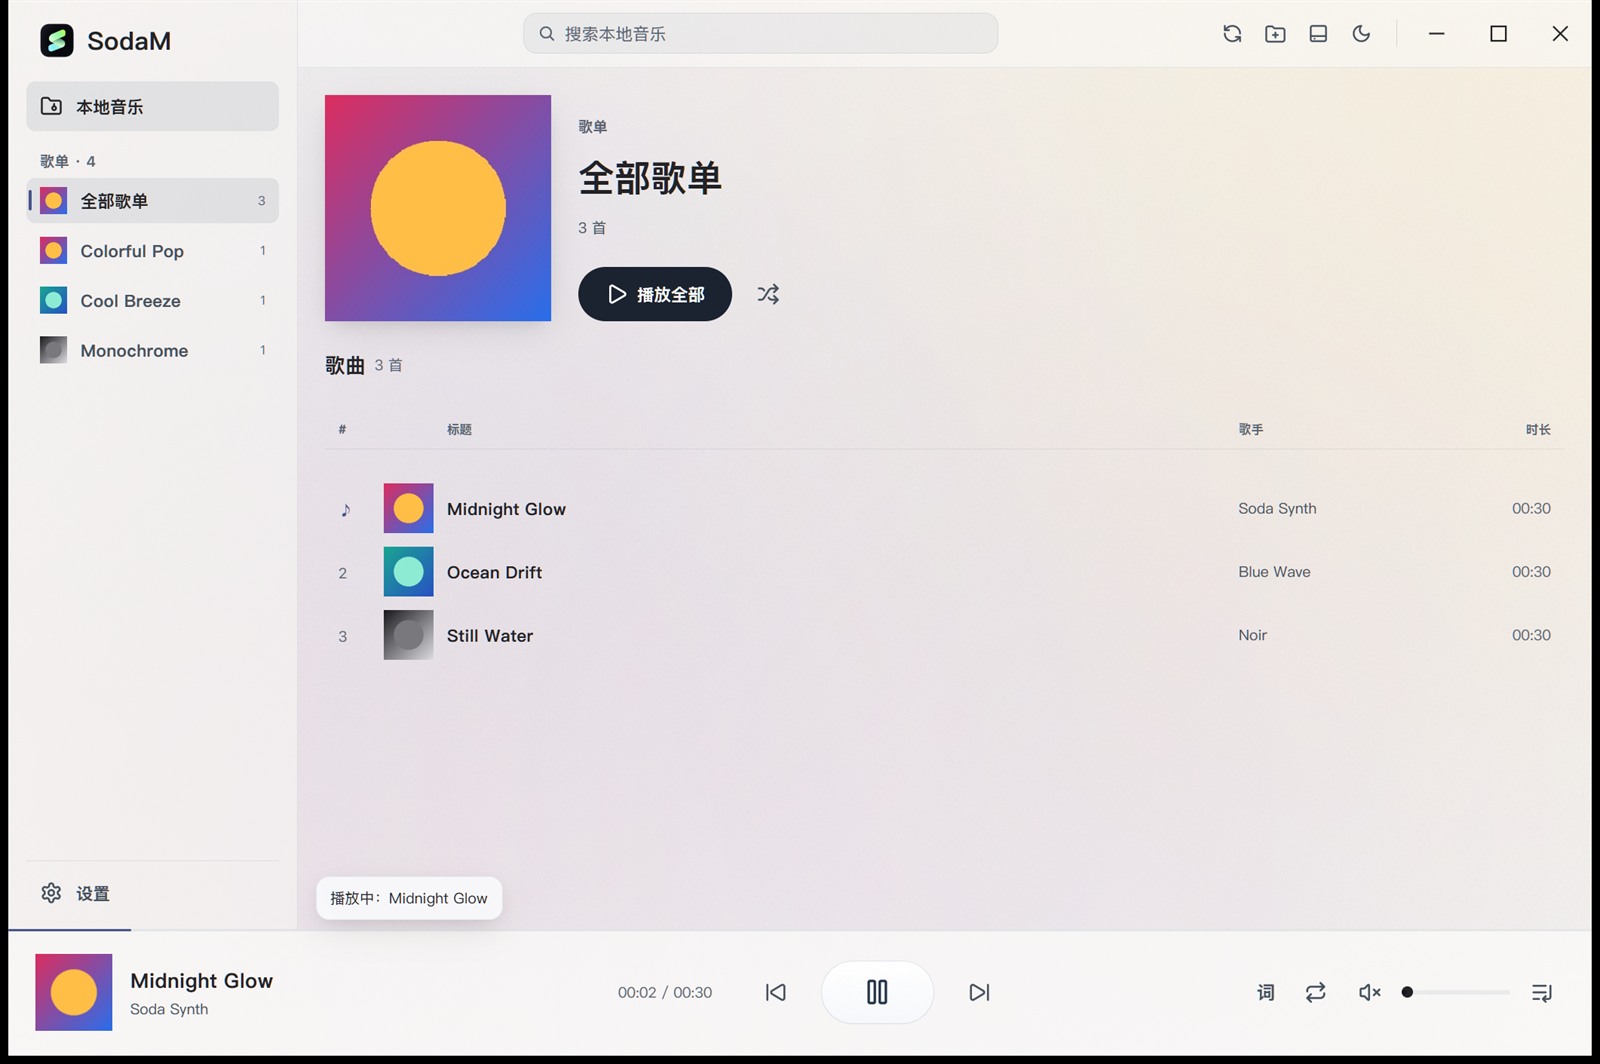 SodaM
搜索本地音乐
本地音乐
歌单 · 4
全部歌单 3
Colorful Pop 1
Cool Breeze 1
Monochrome 1
设置
歌单
全部歌单
3 首
播放全部
歌曲 3 首
# 标题 歌手 时长
♪ Midnight Glow Soda Synth 00:30
2 Ocean Drift Blue Wave 00:30
3 Still Water Noir 00:30
播放中：Midnight Glow
Midnight Glow
Soda Synth
00:02 / 00:30
词